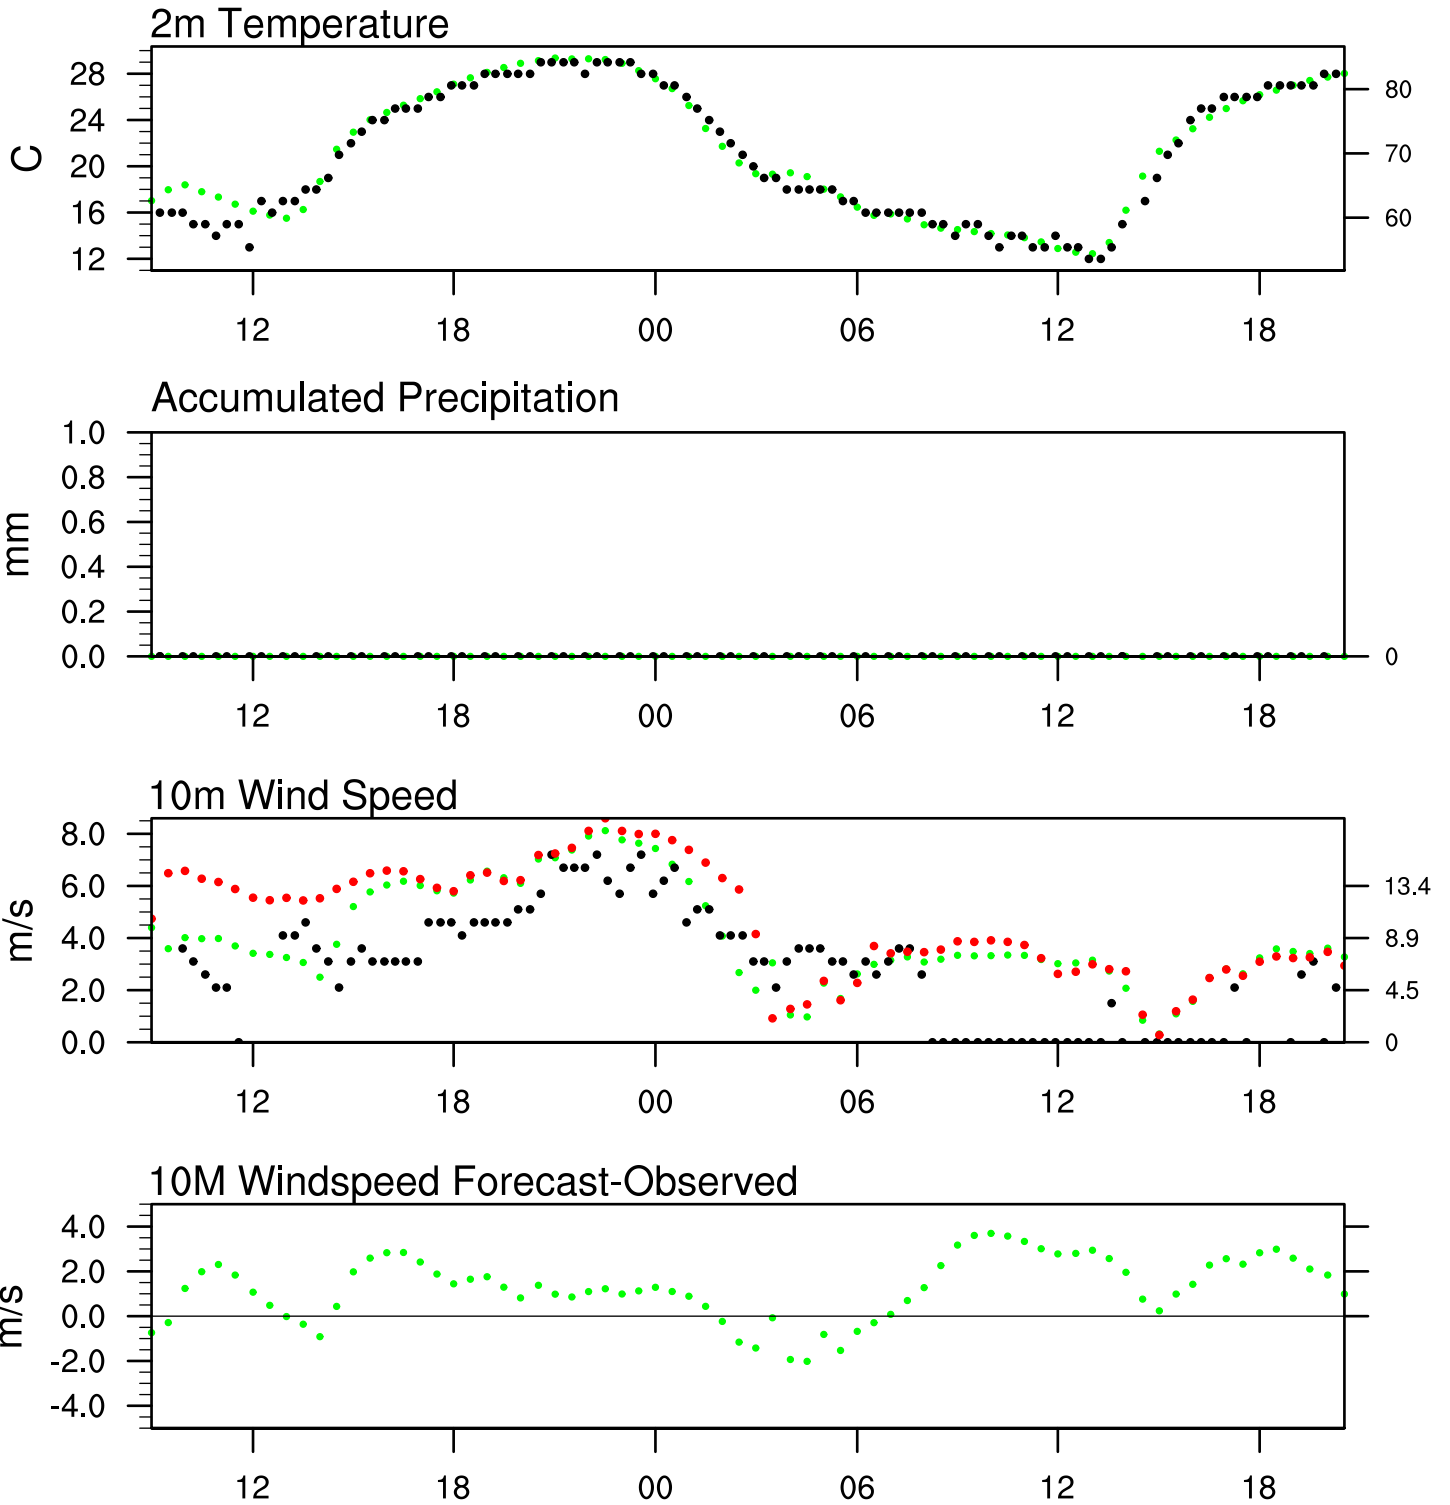 2m Temperature
28
24
20
16
12
C
80
70
60
12 18 00 06 12 18
Accumulated Precipitation
1.0
0.8
0.6
0.4
0.2
0.0
mm
0
12 18 00 06 12 18
10m Wind Speed
8.0
6.0
4.0
2.0
0.0
m/s
13.4
8.9
4.5
0
12 18 00 06 12 18
10M Windspeed Forecast-Observed
4.0
2.0
0.0
-2.0
-4.0
m/s
12 18 00 06 12 18